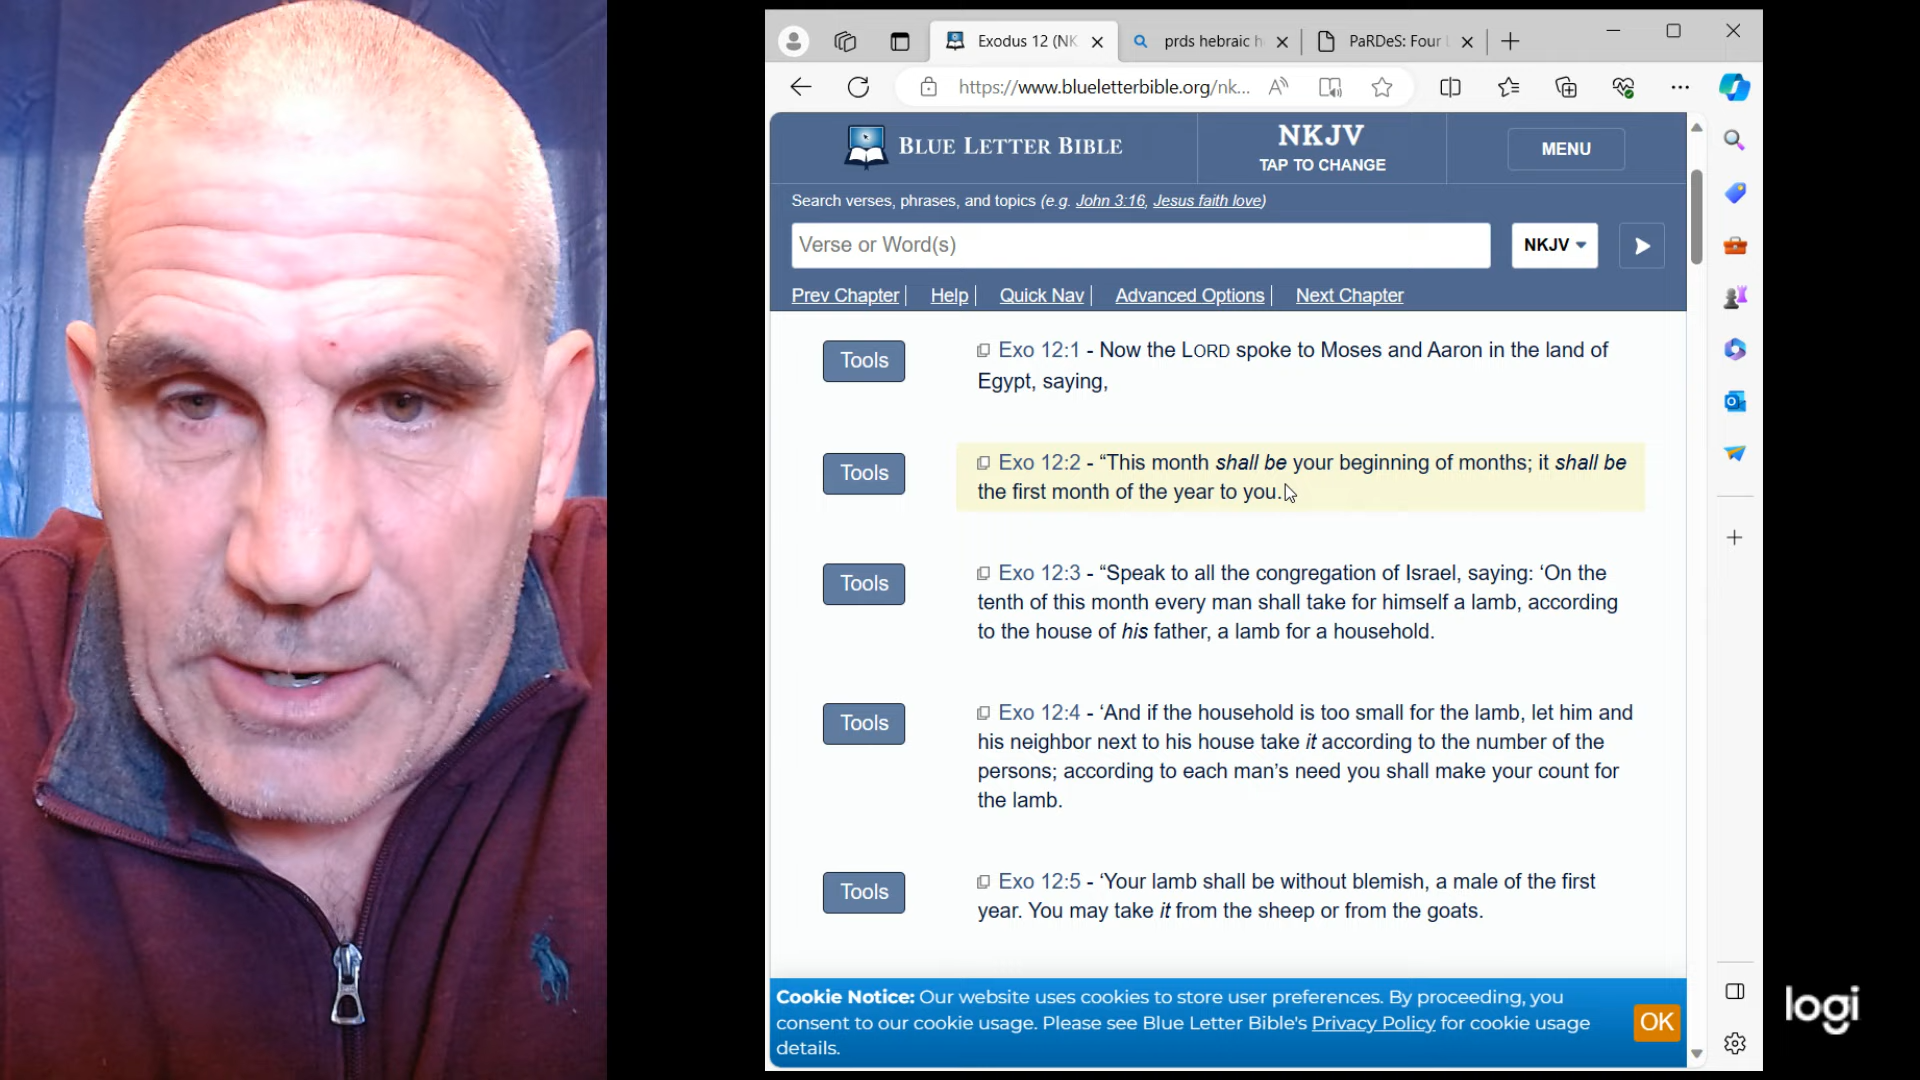 Exodus 12 (NK
prds hebraic h
PaRDeS: Four L
https://www.blueletterbible.org/nk...
BLUE LETTER BIBLE
NKJV
TAP TO CHANGE
MENU
Search verses, phrases, and topics (e.g. John 3:16, Jesus faith love)
Verse or Word(s)
NKJV
Prev Chapter | Help | Quick Nav | Advanced Options | Next Chapter
Tools
Exo 12:1 - Now the LORD spoke to Moses and Aaron in the land of
Egypt, saying,
Tools
Exo 12:2 - “This month shall be your beginning of months; it shall be
the first month of the year to you.
Tools
Exo 12:3 - “Speak to all the congregation of Israel, saying: ‘On the
tenth of this month every man shall take for himself a lamb, according
to the house of his father, a lamb for a household.
Tools
Exo 12:4 - ‘And if the household is too small for the lamb, let him and
his neighbor next to his house take it according to the number of the
persons; according to each man’s need you shall make your count for
the lamb.
Tools
Exo 12:5 - ‘Your lamb shall be without blemish, a male of the first
year. You may take it from the sheep or from the goats.
Cookie Notice: Our website uses cookies to store user preferences. By proceeding, you
consent to our cookie usage. Please see Blue Letter Bible's Privacy Policy for cookie usage
details.
OK
logi